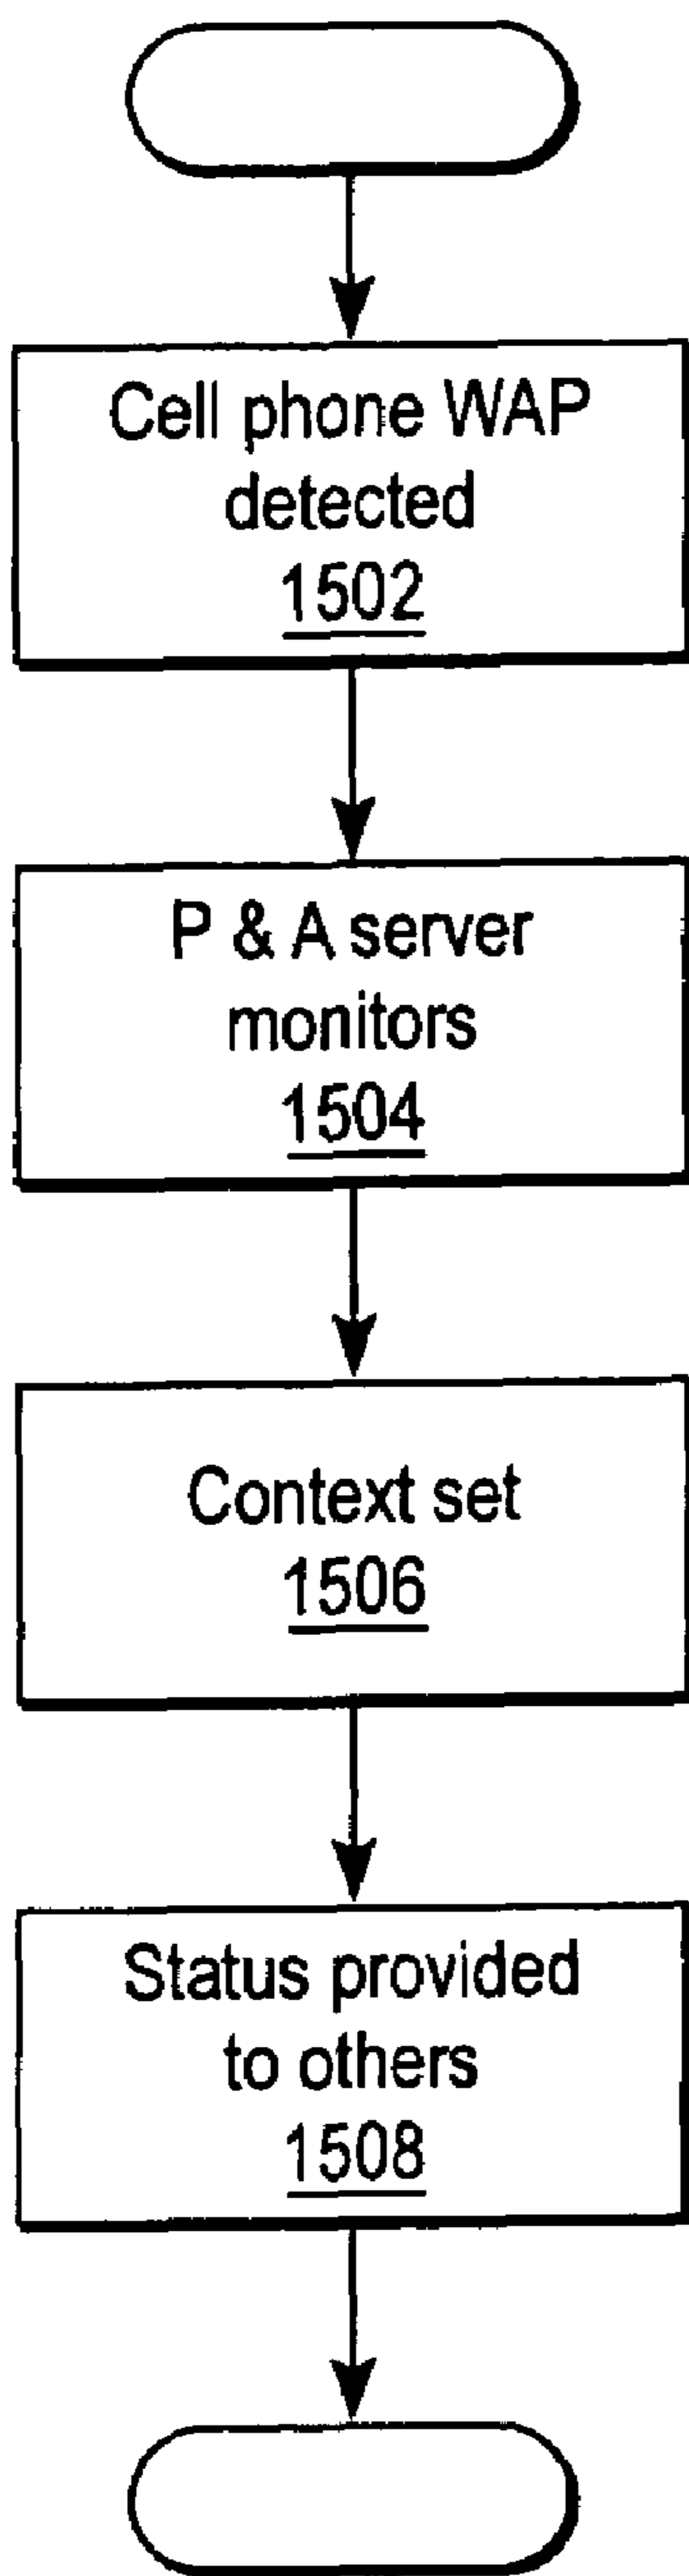 Cell phone WAP
detected
1502
P & A server
monitors
1504
Context set
1506
Status provided
to others
1508